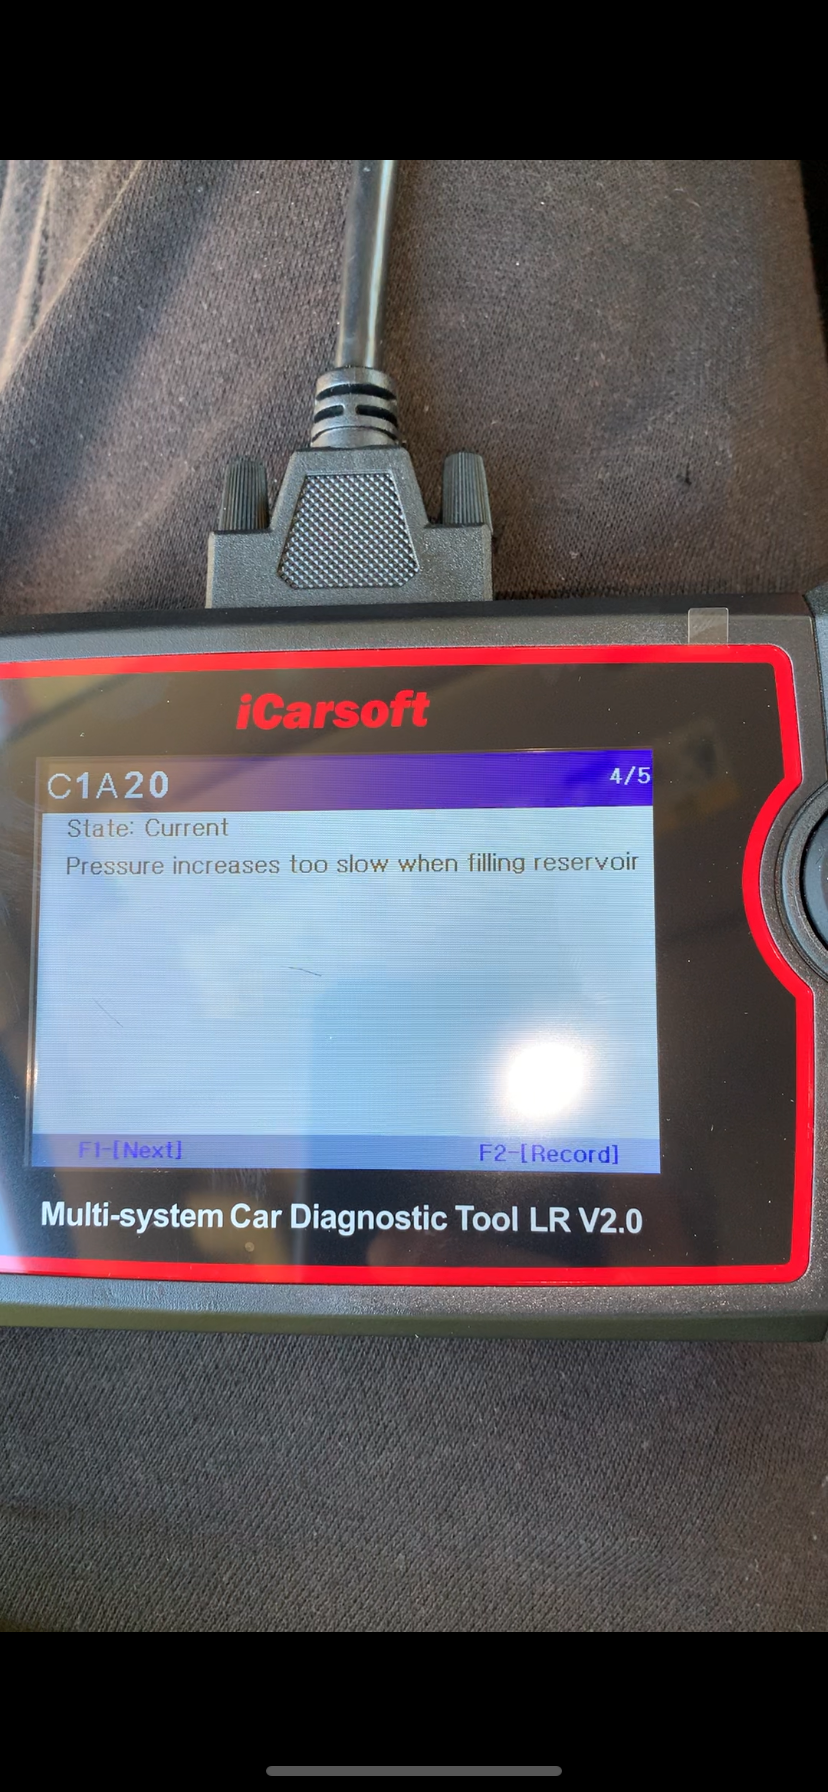 iCarsoft
C1A20 4/5
State: Current
Pressure increases too slow when filling reservoir
F1-[Next] F2-[Record]
Multi-system Car Diagnostic Tool LR V2.0